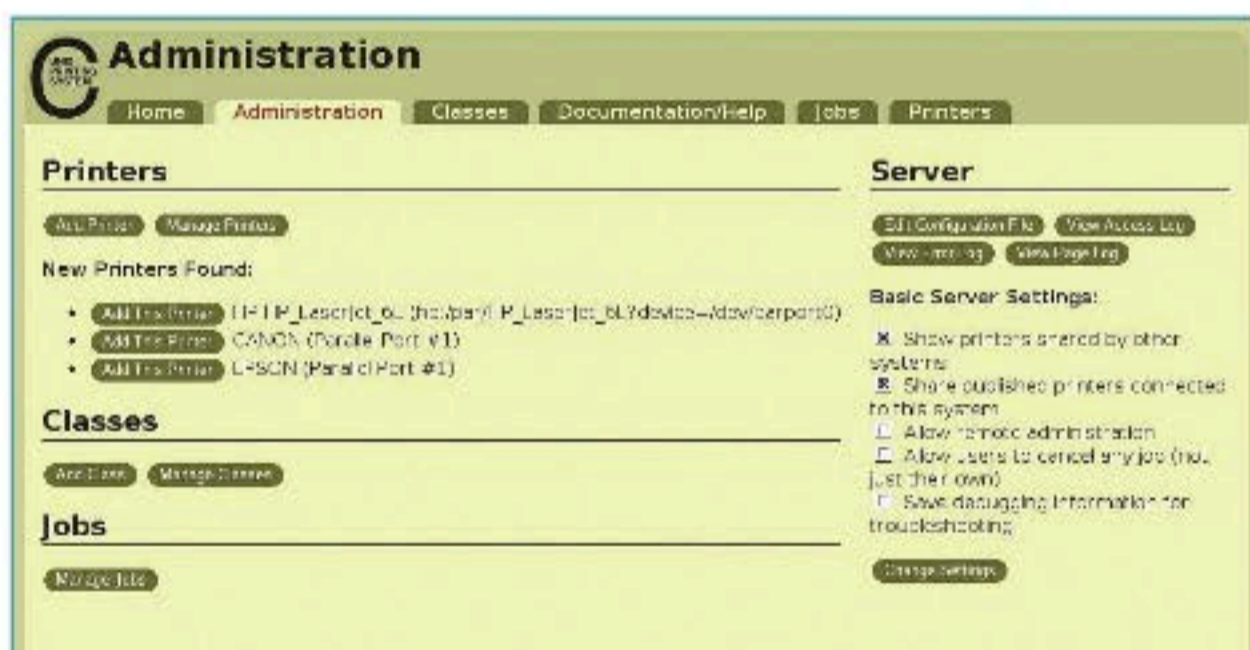 Administration
Home Administration Classes Documentation/Help Jobs Printers
Printers
Add Printer Manage Printers
New Printers Found:
Add This Printer HP HP_LaserJet_6L
Add This Printer CANON (Parallel Port #1)
Add This Printer EPSON (Parallel Port #1)
Classes
Add Class Manage Classes
Jobs
Manage Jobs
Server
Edit Configuration File View Access Log
View Error Log View Page Log
Basic Server Settings:
Show printers shared by other
systems
Share published printers connected
to this system
Allow remote administration
Allow users to cancel any job (not
just their own)
Save debugging information for
troubleshooting
Change Settings